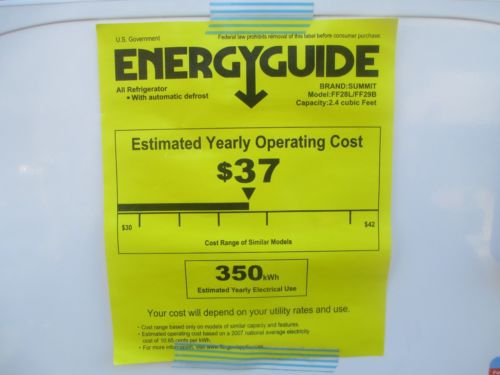 U.S. Government
Federal law prohibits removal of this label before consumer purchase.
ENERGYGUIDE
All Refrigerator
• With automatic defrost
BRAND:SUMMIT
Model:FF28L/FF29B
Capacity:2.4 cubic Feet
Estimated Yearly Operating Cost
$37
$30
$42
Cost Range of Similar Models
350kWh
Estimated Yearly Electrical Use
Your cost will depend on your utility rates and use.
• Cost range based only on models of similar capacity and features.
• Estimated operating cost based on a 2007 national average electricity
cost of 10.65 cents per kWh.
• For more information, visit